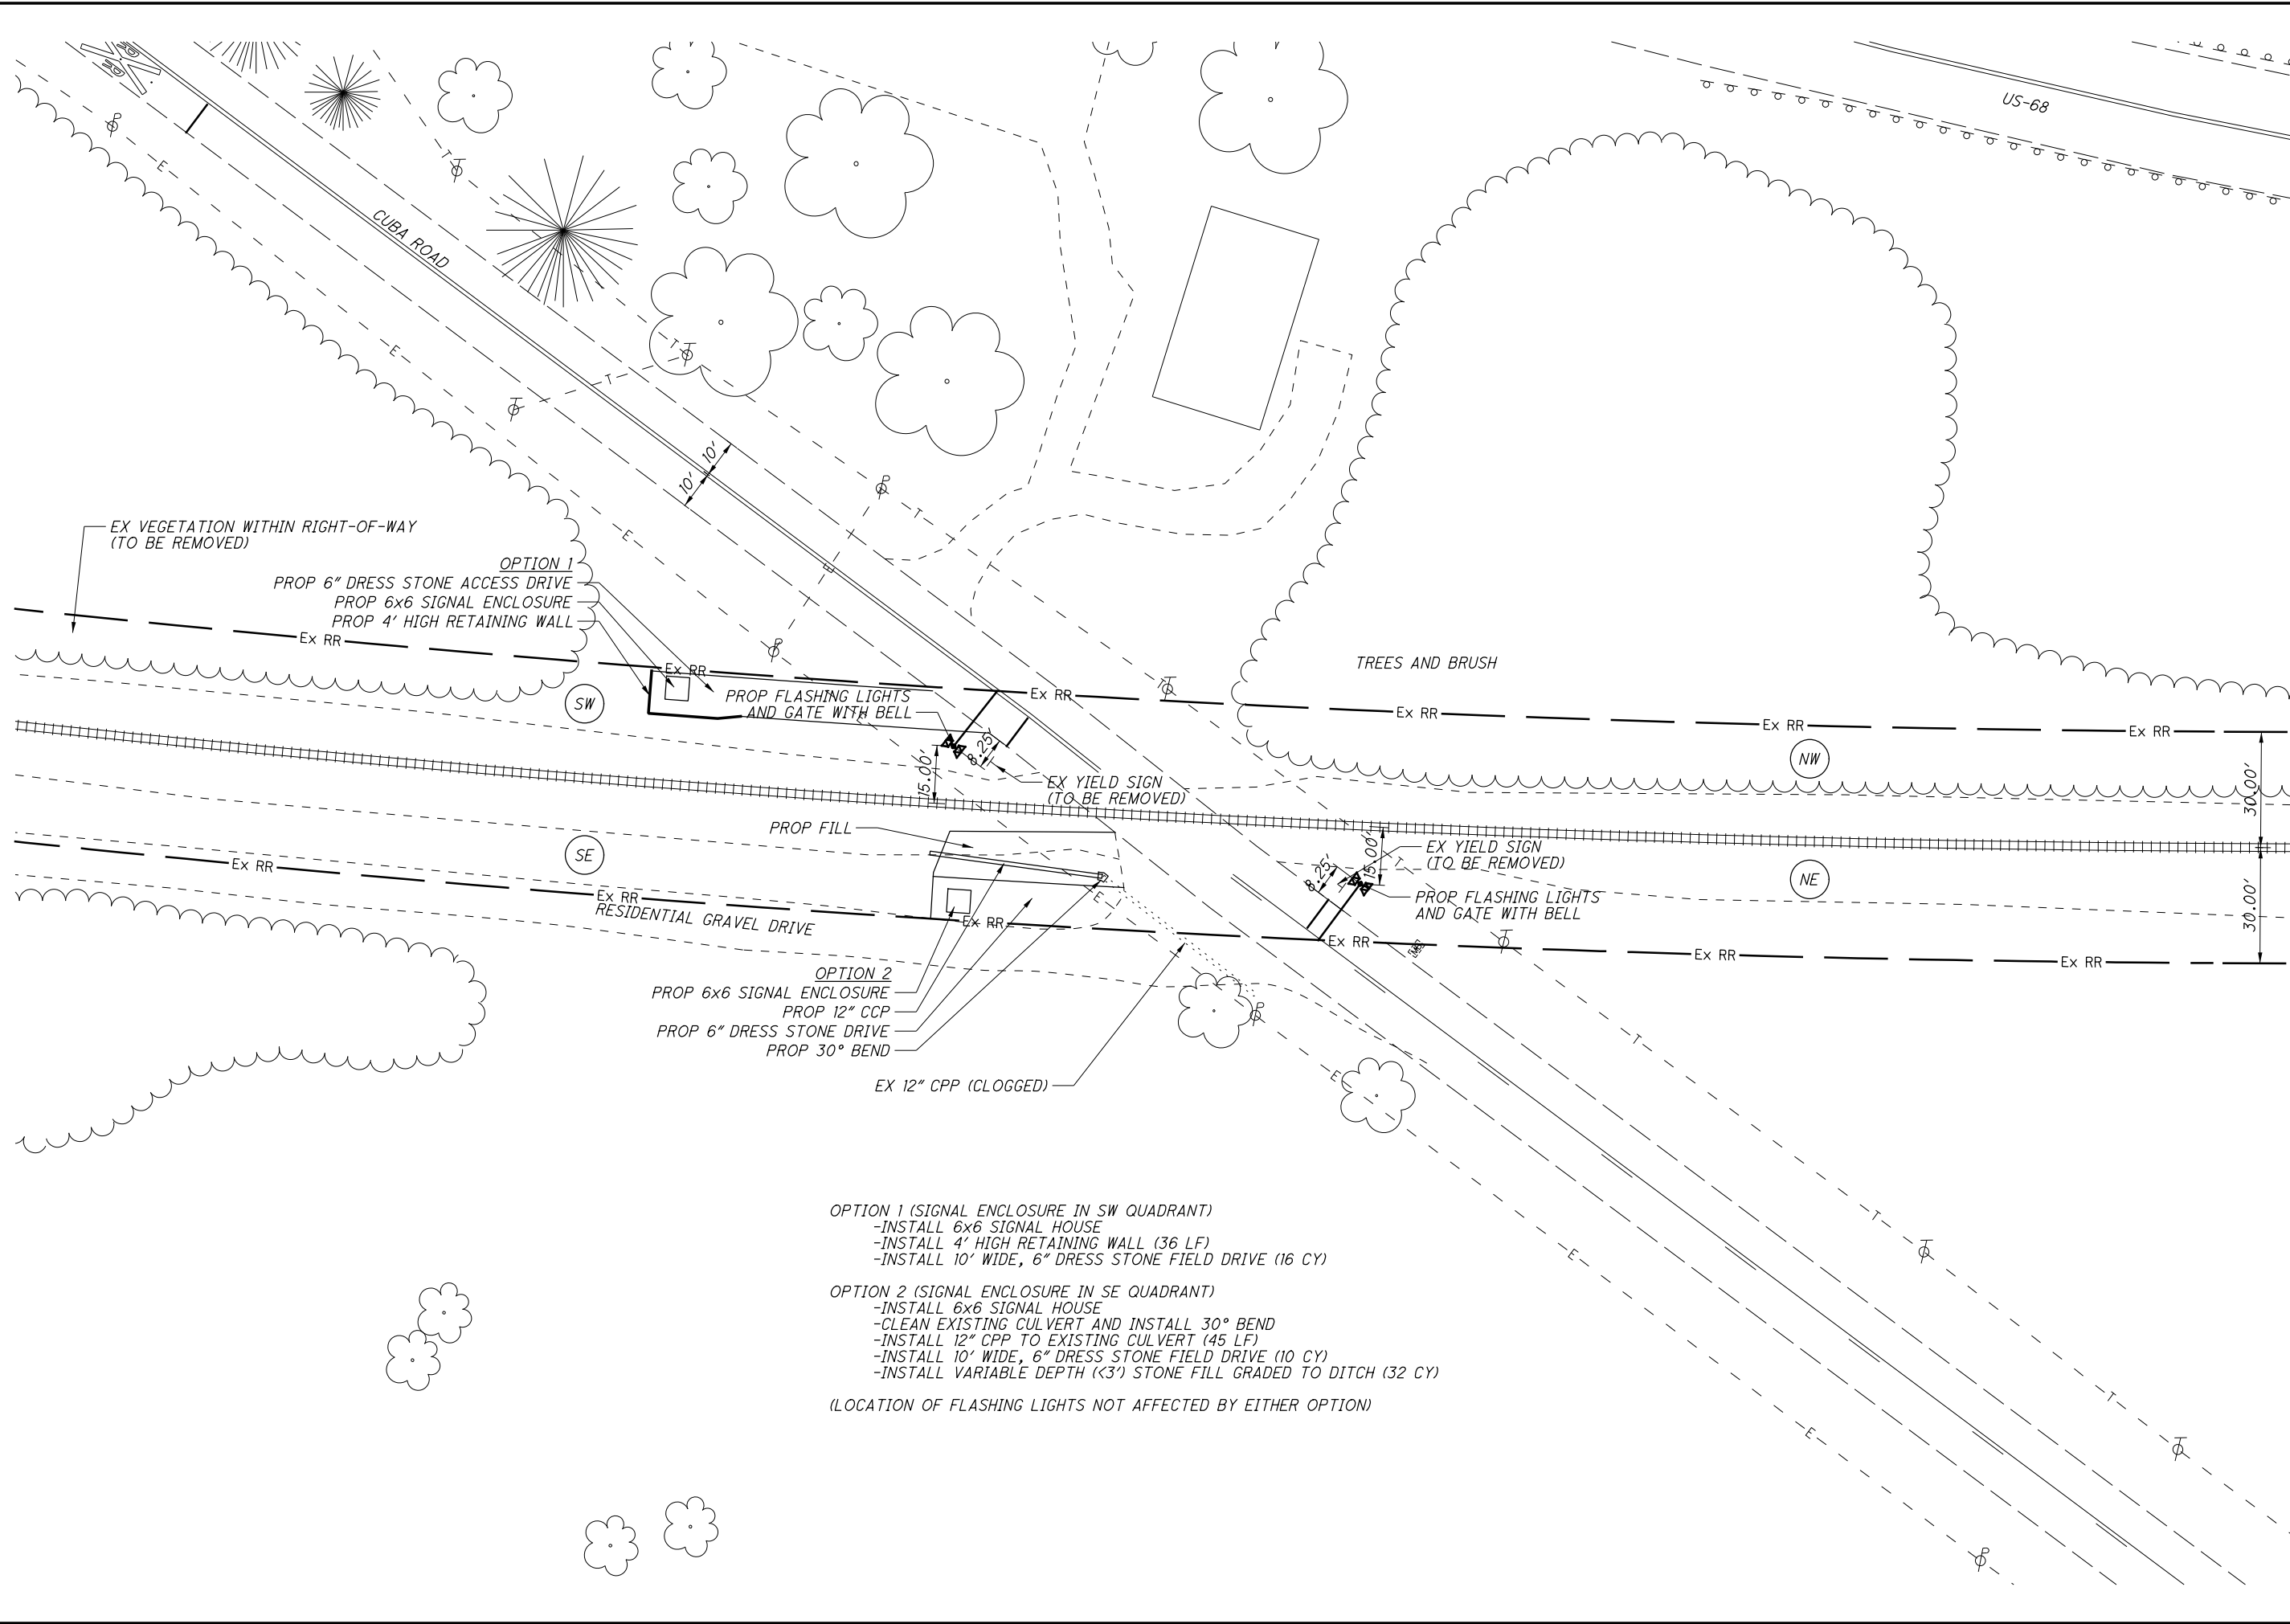 US-68
CUBA ROAD
10'
10'
EX VEGETATION WITHIN RIGHT-OF-WAY
(TO BE REMOVED)
OPTION 1
PROP 6" DRESS STONE ACCESS DRIVE
PROP 6x6 SIGNAL ENCLOSURE
PROP 4' HIGH RETAINING WALL
Ex RR
Ex RR
Ex RR
Ex RR
Ex RR
Ex RR
TREES AND BRUSH
SW
PROP FLASHING LIGHTS
AND GATE WITH BELL
8.25'
15.00'
EX YIELD SIGN
(TO BE REMOVED)
NW
30.00'
PROP FILL
SE
EX YIELD SIGN
(TO BE REMOVED)
15.00'
8.25'
NE
PROP FLASHING LIGHTS
AND GATE WITH BELL
30.00'
Ex RR
Ex RR
Ex RR
Ex RR
Ex RR
Ex RR
RESIDENTIAL GRAVEL DRIVE
OPTION 2
PROP 6x6 SIGNAL ENCLOSURE
PROP 12" CCP
PROP 6" DRESS STONE DRIVE
PROP 30° BEND
EX 12" CPP (CLOGGED)
OPTION 1 (SIGNAL ENCLOSURE IN SW QUADRANT)
-INSTALL 6x6 SIGNAL HOUSE
-INSTALL 4' HIGH RETAINING WALL (36 LF)
-INSTALL 10' WIDE, 6" DRESS STONE FIELD DRIVE (16 CY)
OPTION 2 (SIGNAL ENCLOSURE IN SE QUADRANT)
-INSTALL 6x6 SIGNAL HOUSE
-CLEAN EXISTING CULVERT AND INSTALL 30° BEND
-INSTALL 12" CPP TO EXISTING CULVERT (45 LF)
-INSTALL 10' WIDE, 6" DRESS STONE FIELD DRIVE (10 CY)
-INSTALL VARIABLE DEPTH (<3') STONE FILL GRADED TO DITCH (32 CY)
(LOCATION OF FLASHING LIGHTS NOT AFFECTED BY EITHER OPTION)